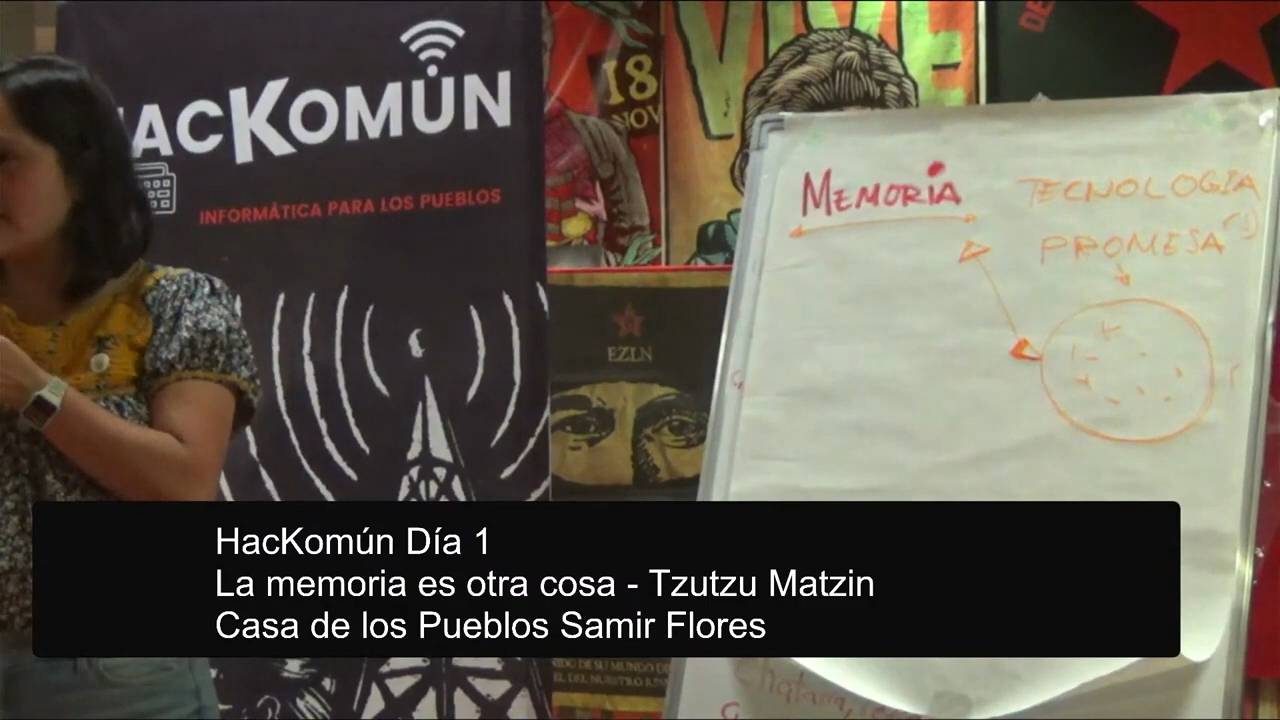 HACKOMÚN
INFORMÁTICA PARA LOS PUEBLOS
18
NOV
VIVE
EZLN
MEMORIA
TECNOLOGIA
PROMESA
HacKomún Día 1
La memoria es otra cosa - Tzutzu Matzin
Casa de los Pueblos Samir Flores